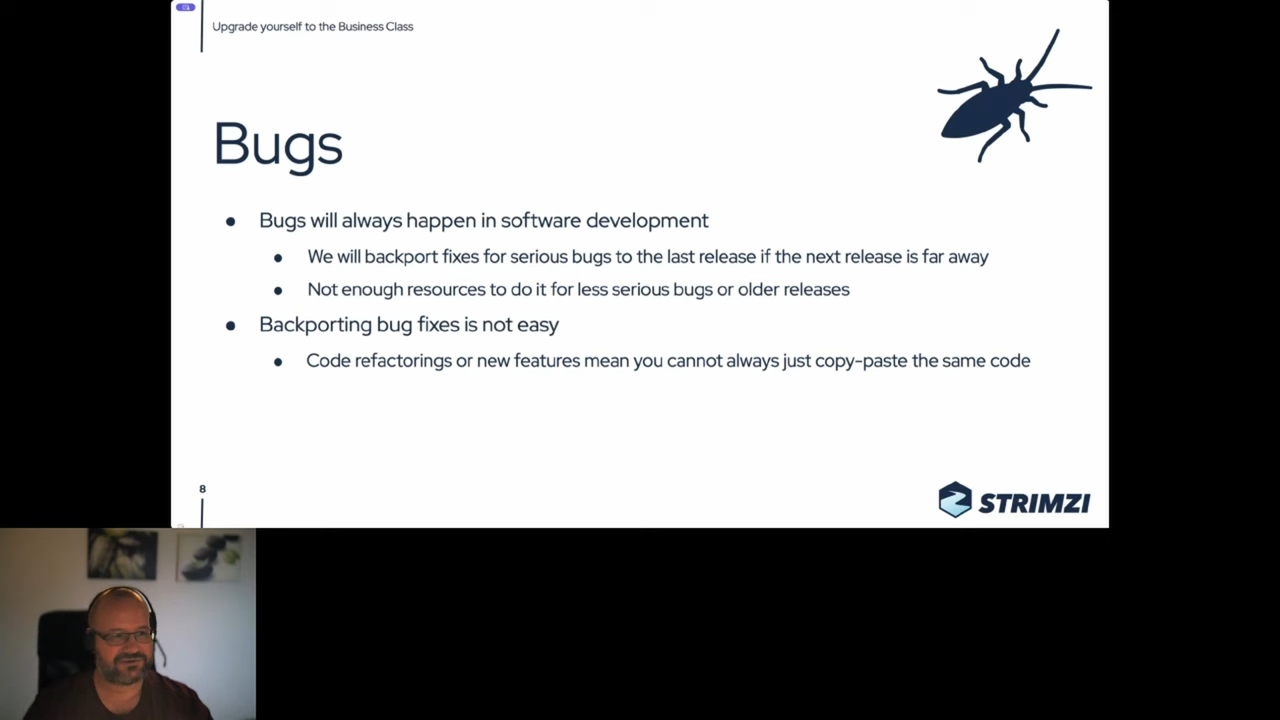 Upgrade yourself to the Business Class
Bugs
● Bugs will always happen in software development
● We will backport fixes for serious bugs to the last release if the next release is far away
● Not enough resources to do it for less serious bugs or older releases
● Backporting bug fixes is not easy
● Code refactorings or new features mean you cannot always just copy-paste the same code
8
STRIMZI